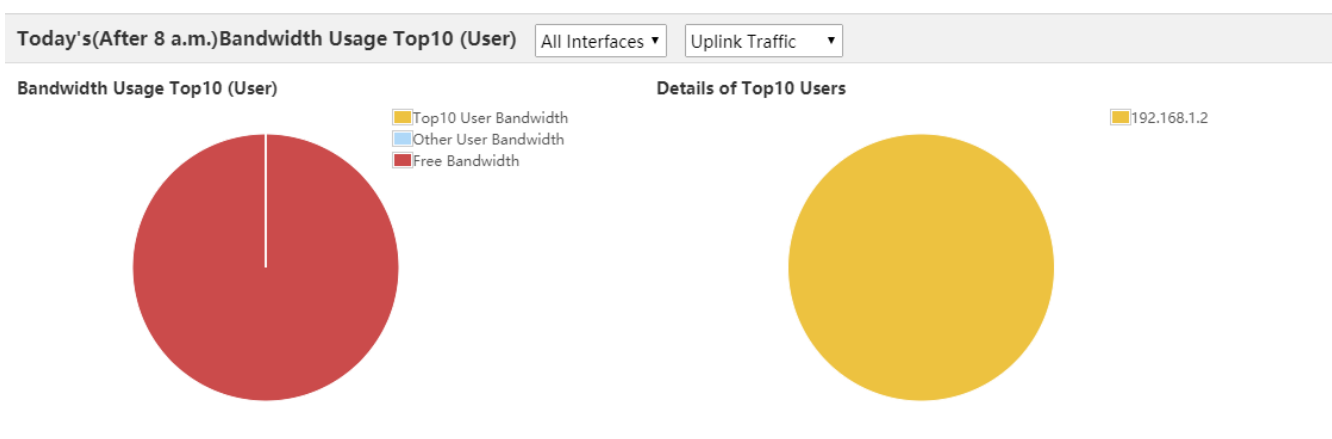 Today's(After 8 a.m.)Bandwidth Usage Top10 (User) All Interfaces Uplink Traffic
Bandwidth Usage Top10 (User)
Top10 User Bandwidth
Other User Bandwidth
Free Bandwidth
Details of Top10 Users
192.168.1.2